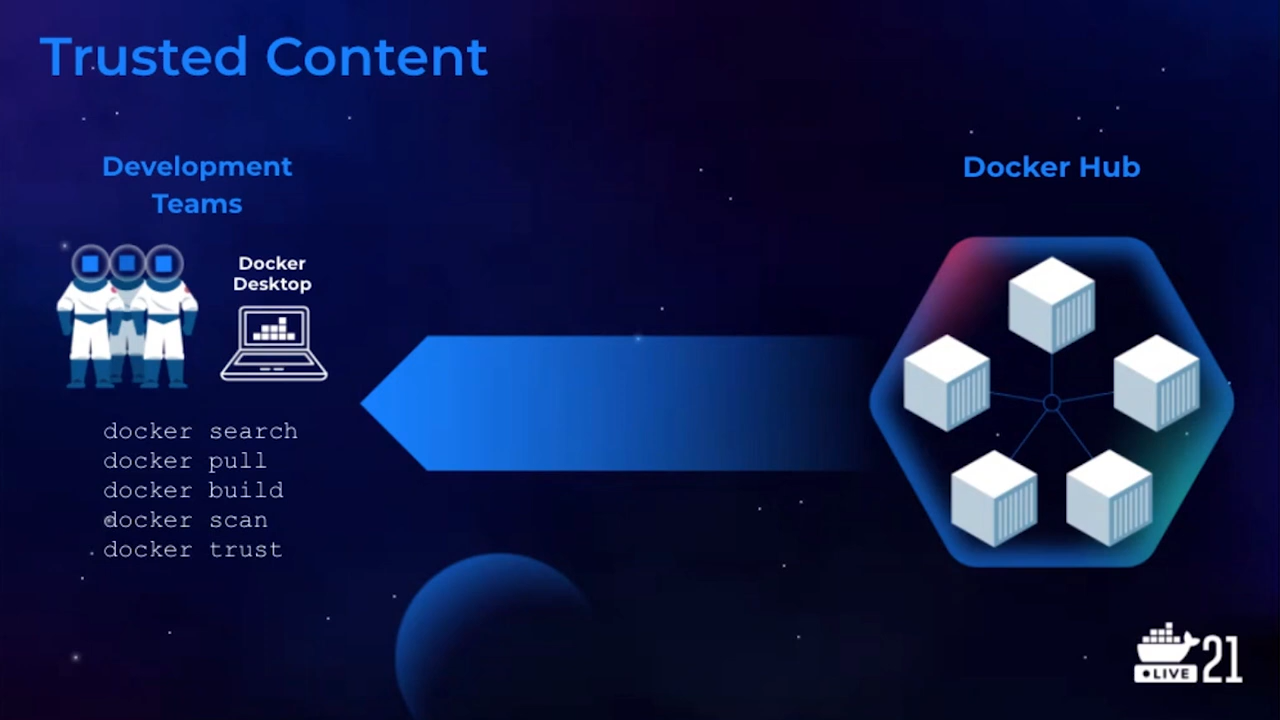 Trusted Content
Development
Teams
Docker
Desktop
docker search
docker pull
docker build
docker scan
docker trust
Docker Hub
LIVE 21